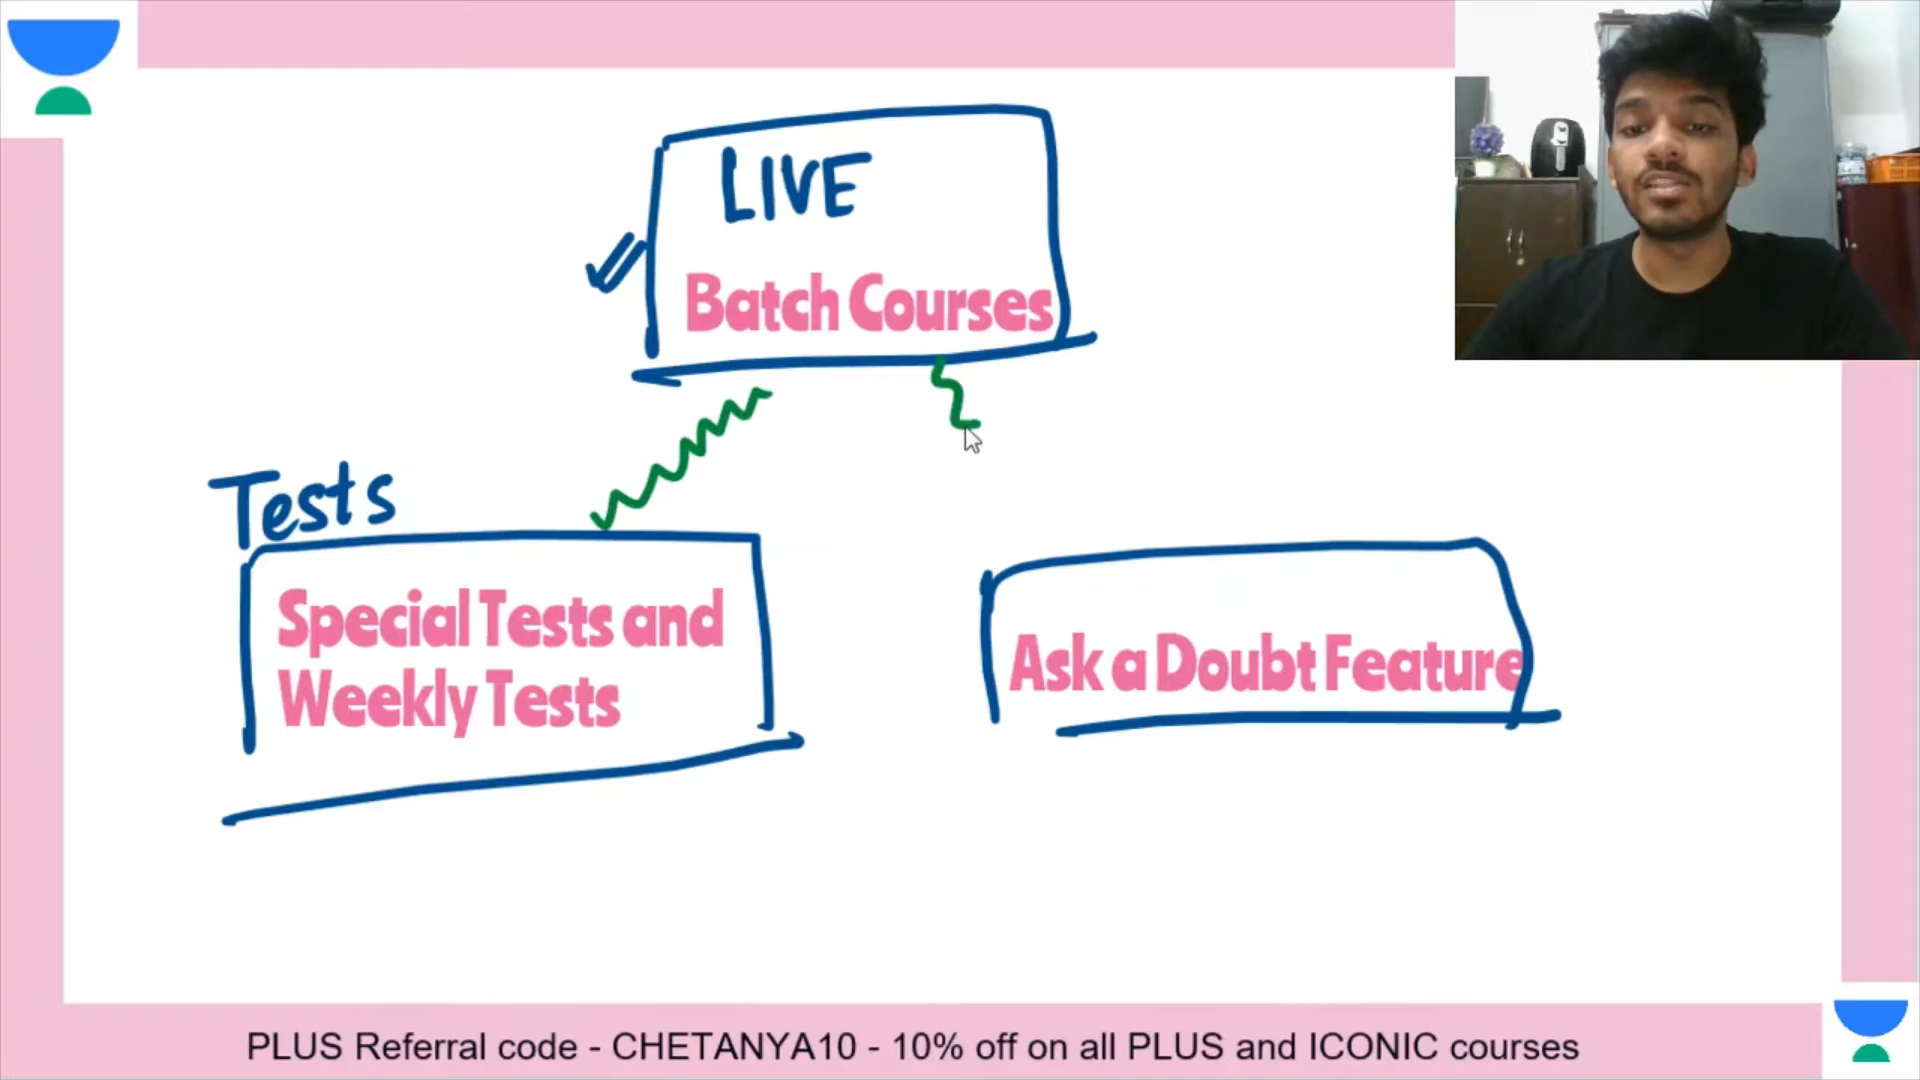 LIVE
Batch Courses
Tests
Special Tests and
Weekly Tests
Ask a Doubt Feature
PLUS Referral code - CHETANYA10 - 10% off on all PLUS and ICONIC courses